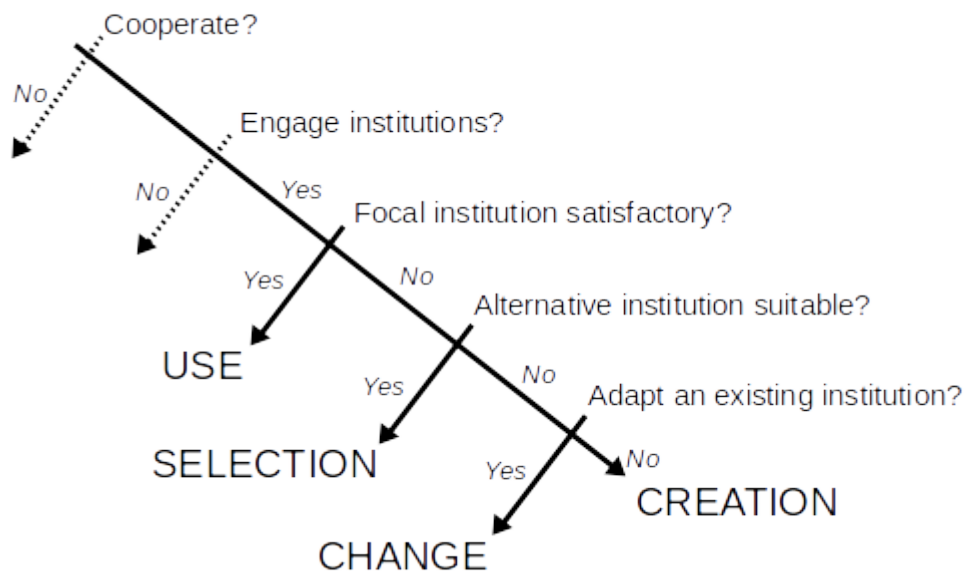 Cooperate?
No
Engage institutions?
No
Yes
Focal institution satisfactory?
Yes
No
Alternative institution suitable?
USE
Yes
No
Adapt an existing institution?
SELECTION
Yes
No
CREATION
CHANGE